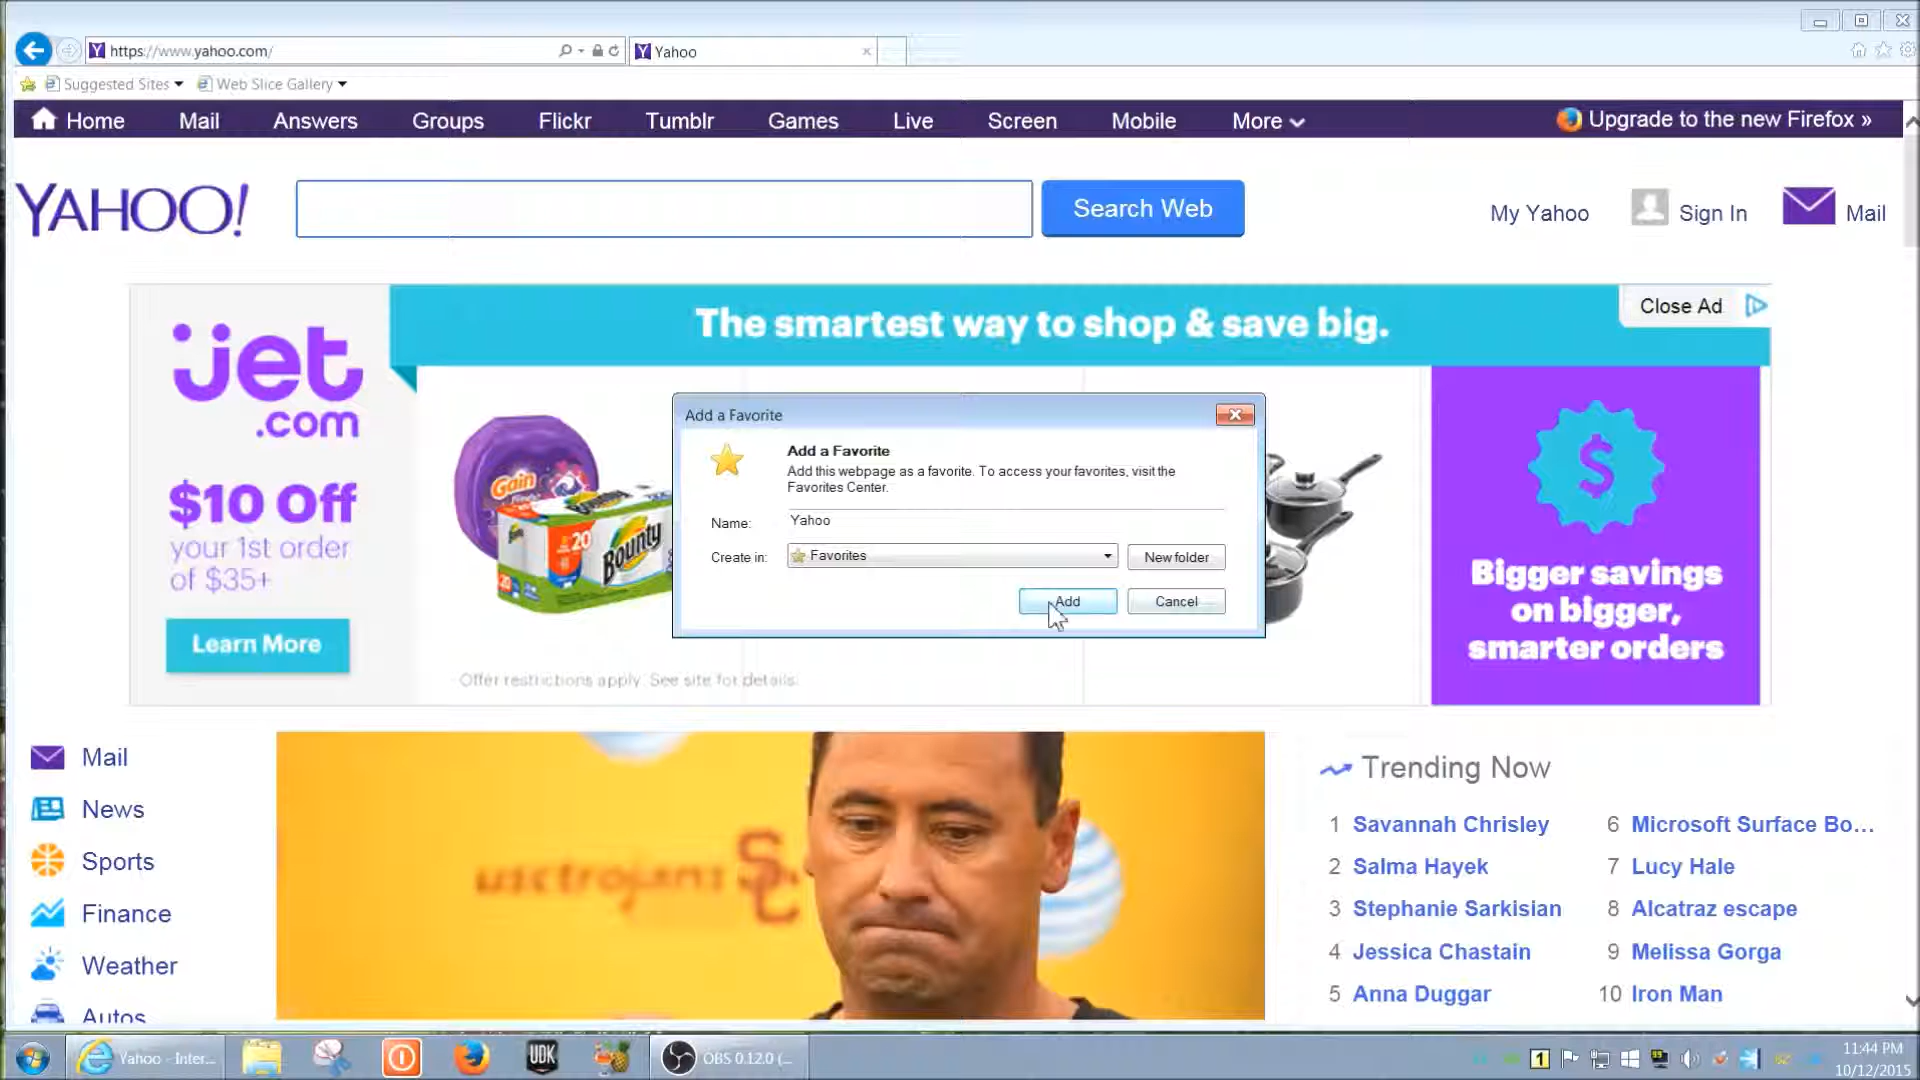 https://www.yahoo.com/
Yahoo
Suggested Sites
Web Slice Gallery
Home Mail Answers Groups Flickr Tumblr Games Live Screen Mobile More
Upgrade to the new Firefox »
YAHOO!
Search Web
My Yahoo
Sign In
Mail
jet
.com
The smartest way to shop & save big.
Close Ad
$10 Off
your 1st order
of $35+
Learn More
Gain
20
Bounty
Offer restrictions apply. See site for details.
$
Bigger savings
on bigger,
smarter orders
Add a Favorite
Add a Favorite
Add this webpage as a favorite. To access your favorites, visit the
Favorites Center.
Name: Yahoo
Create in: Favorites
New folder
Add
Cancel
Mail
News
Sports
Finance
Weather
Autos
usctrojans SC
Trending Now
1 Savannah Chrisley
2 Salma Hayek
3 Stephanie Sarkisian
4 Jessica Chastain
5 Anna Duggar
6 Microsoft Surface Bo...
7 Lucy Hale
8 Alcatraz escape
9 Melissa Gorga
10 Iron Man
Yahoo - Inter...
UDK
OBS 0.12.0 (...
1
11:44 PM
10/12/2015